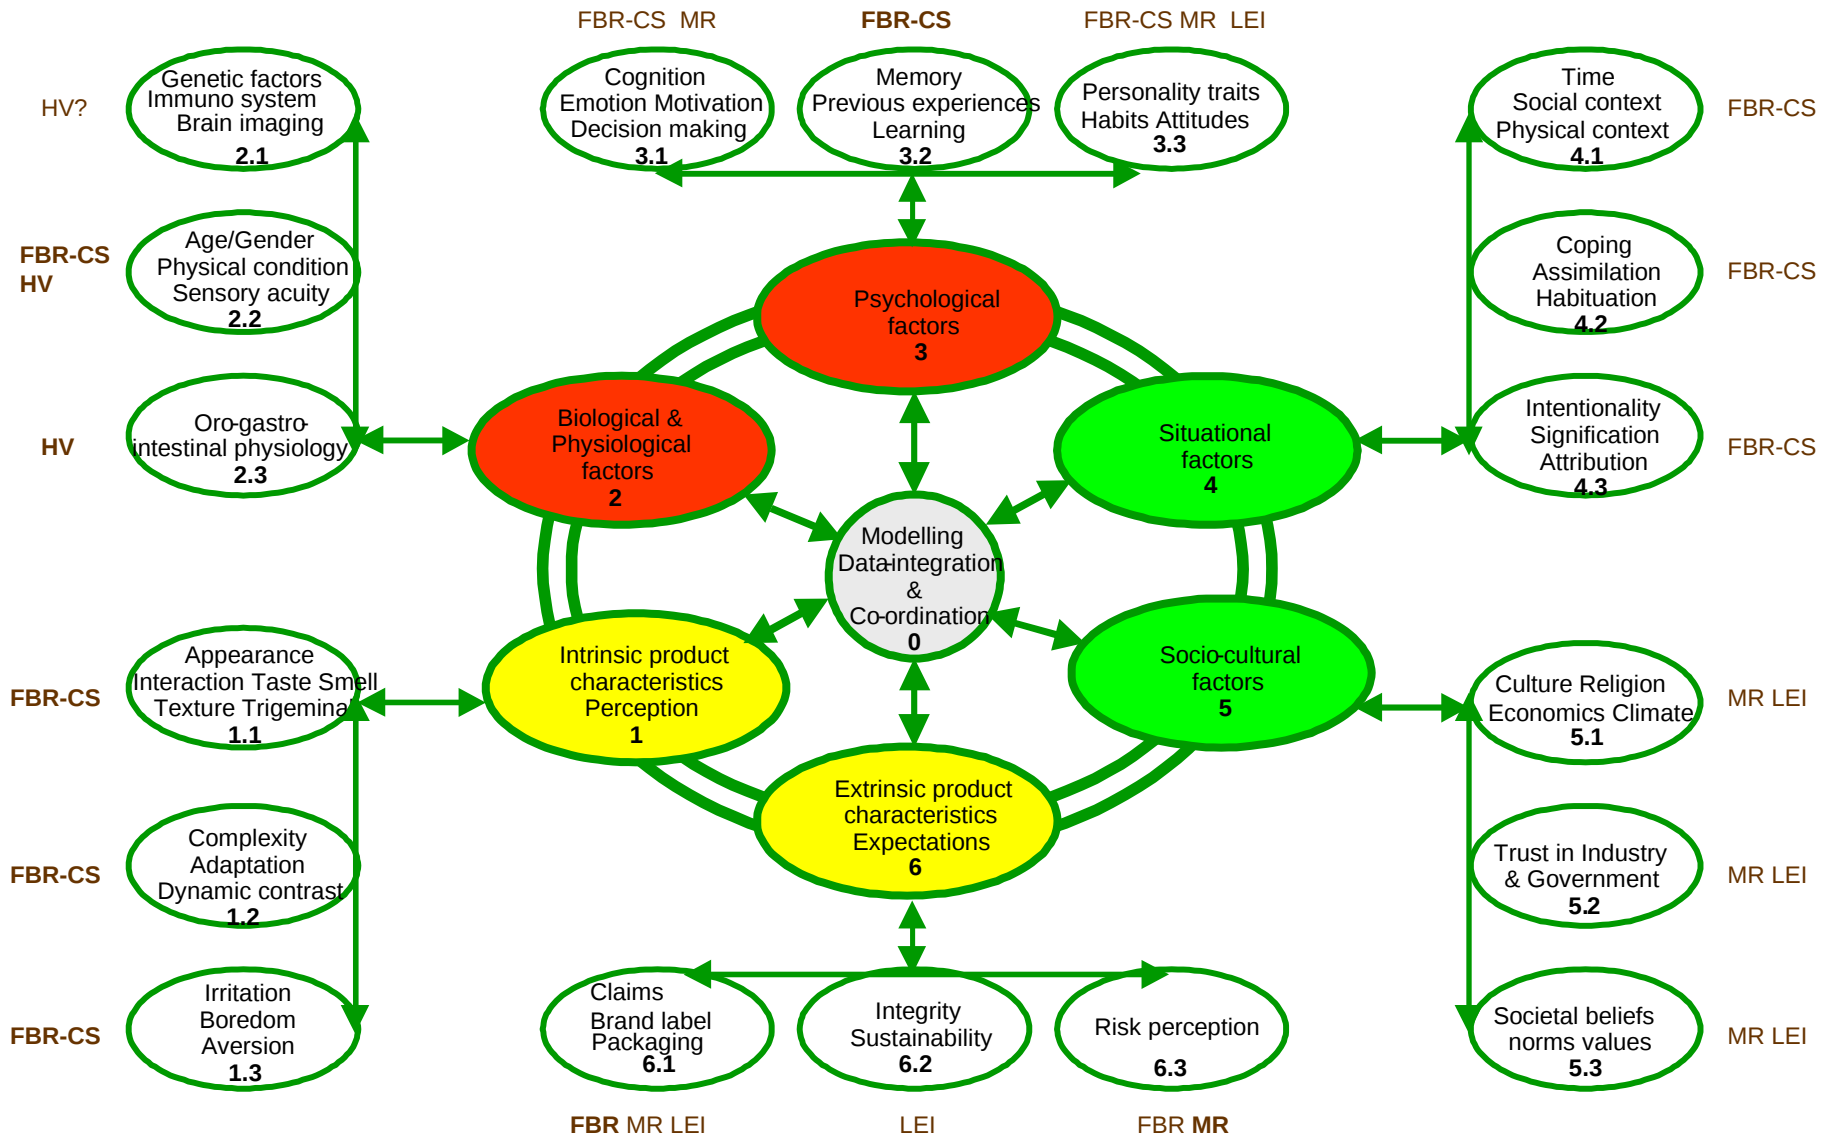 FBR-CS MR
FBR-CS
FBR-CS MR LEI
HV?
Genetic factors
Immuno system
Brain imaging
2.1
Cognition
Emotion Motivation
Decision making
3.1
Memory
Previous experiences
Learning
3.2
Personality traits
Habits Attitudes
3.3
Time
Social context
Physical context
4.1
FBR-CS
FBR-CS
HV
Age/Gender
Physical condition
Sensory acuity
2.2
Coping
Assimilation
Habituation
4.2
FBR-CS
Psychological
factors
3
HV
Oro-gastro-
intestinal physiology
2.3
Biological &
Physiological
factors
2
Situational
factors
4
Intentionality
Signification
Attribution
4.3
FBR-CS
Modelling
Data-integration
&
Co-ordination
0
FBR-CS
Appearance
Interaction Taste Smell
Texture Trigeminal
1.1
Intrinsic product
characteristics
Perception
1
Socio-cultural
factors
5
Culture Religion
Economics Climate
5.1
MR LEI
Extrinsic product
characteristics
Expectations
6
FBR-CS
Complexity
Adaptation
Dynamic contrast
1.2
Trust in Industry
& Government
5.2
MR LEI
FBR-CS
Irritation
Boredom
Aversion
1.3
Claims
Brand label
Packaging
6.1
Integrity
Sustainability
6.2
Risk perception
6.3
Societal beliefs
norms values
5.3
MR LEI
FBR MR LEI
LEI
FBR MR